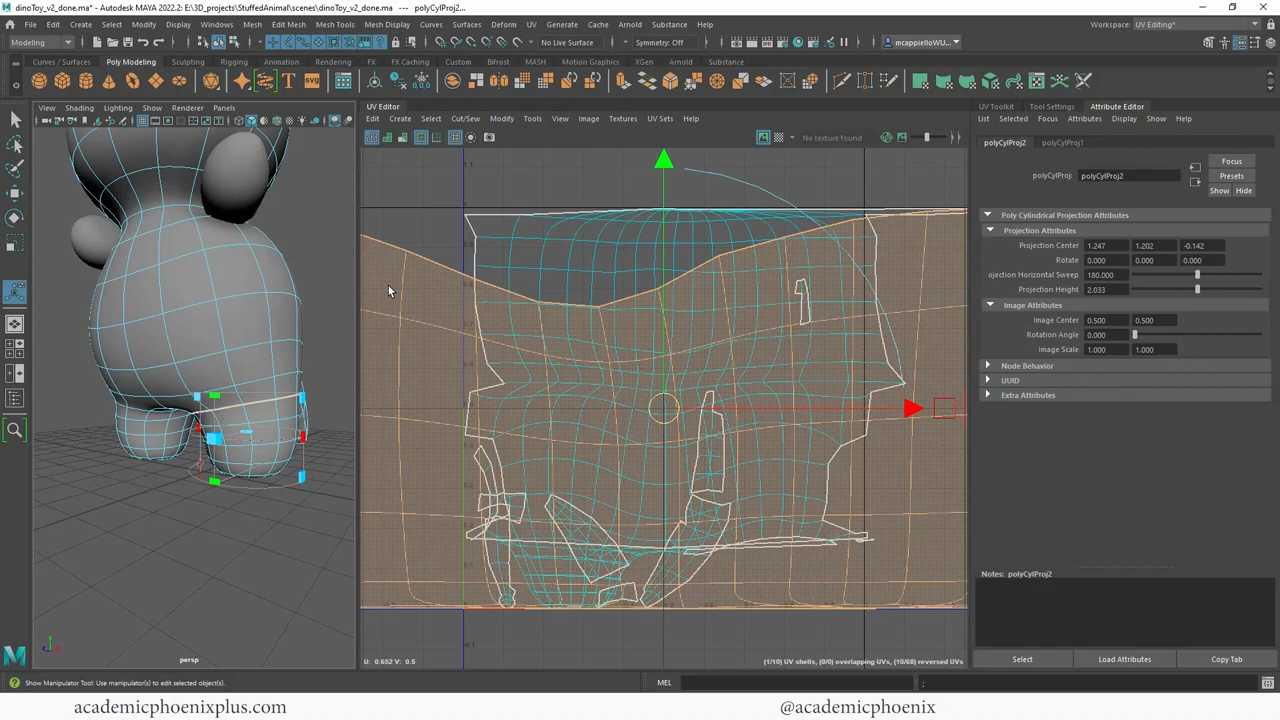 dinoToy_v2_done.ma* - Autodesk MAYA 2022.2: E:\3D_projects\StuffedAnimal\scenes\dinoToy_v2_done.ma* --- polyCylProj2...
File Edit Create Select Modify Display Windows Mesh Edit Mesh Mesh Tools Mesh Display Curves Surfaces Deform UV Generate Cache Arnold Help
Workspace: UV Editing*
Modeling
No Live Surface
Symmetry: Off
mcappielloWU...
Curves / Surfaces Poly Modeling Sculpting Rigging Animation Rendering FX FX Caching Custom Bifrost MASH Motion Graphics XGen Arnold Substance
View Shading Lighting Show Renderer Panels
UV Editor
Edit Create Select Cut/Sew Modify Tools View Image Textures UV Sets Help
No texture found
UV Toolkit Tool Settings Attribute Editor
List Selected Focus Attributes Display Show Help
polyCylProj2 polyCylProj1
polyCylProj: polyCylProj2
Focus
Presets
Show Hide
Poly Cylindrical Projection Attributes
Projection Attributes
Projection Center 1.247 1.202 -0.142
Rotate 0.000 0.000 0.000
ojection Horizontal Sweep 180.000
Projection Height 2.033
Image Attributes
Image Center 0.500 0.500
Rotation Angle 0.000
Image Scale 1.000 1.000
Node Behavior
UUID
Extra Attributes
Notes: polyCylProj2
Select Load Attributes Copy Tab
persp
U: 0.652 V: 0.5
(1/10) UV shells, (0/0) overlapping UVs, (10/68) reversed UVs
Show Manipulator Tool: Use manipulator(s) to edit selected object(s).
MEL
;
academicphoenixplus.com
@academicphoenix